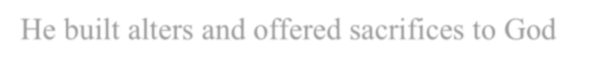 He built alters and offered sacrifices to God